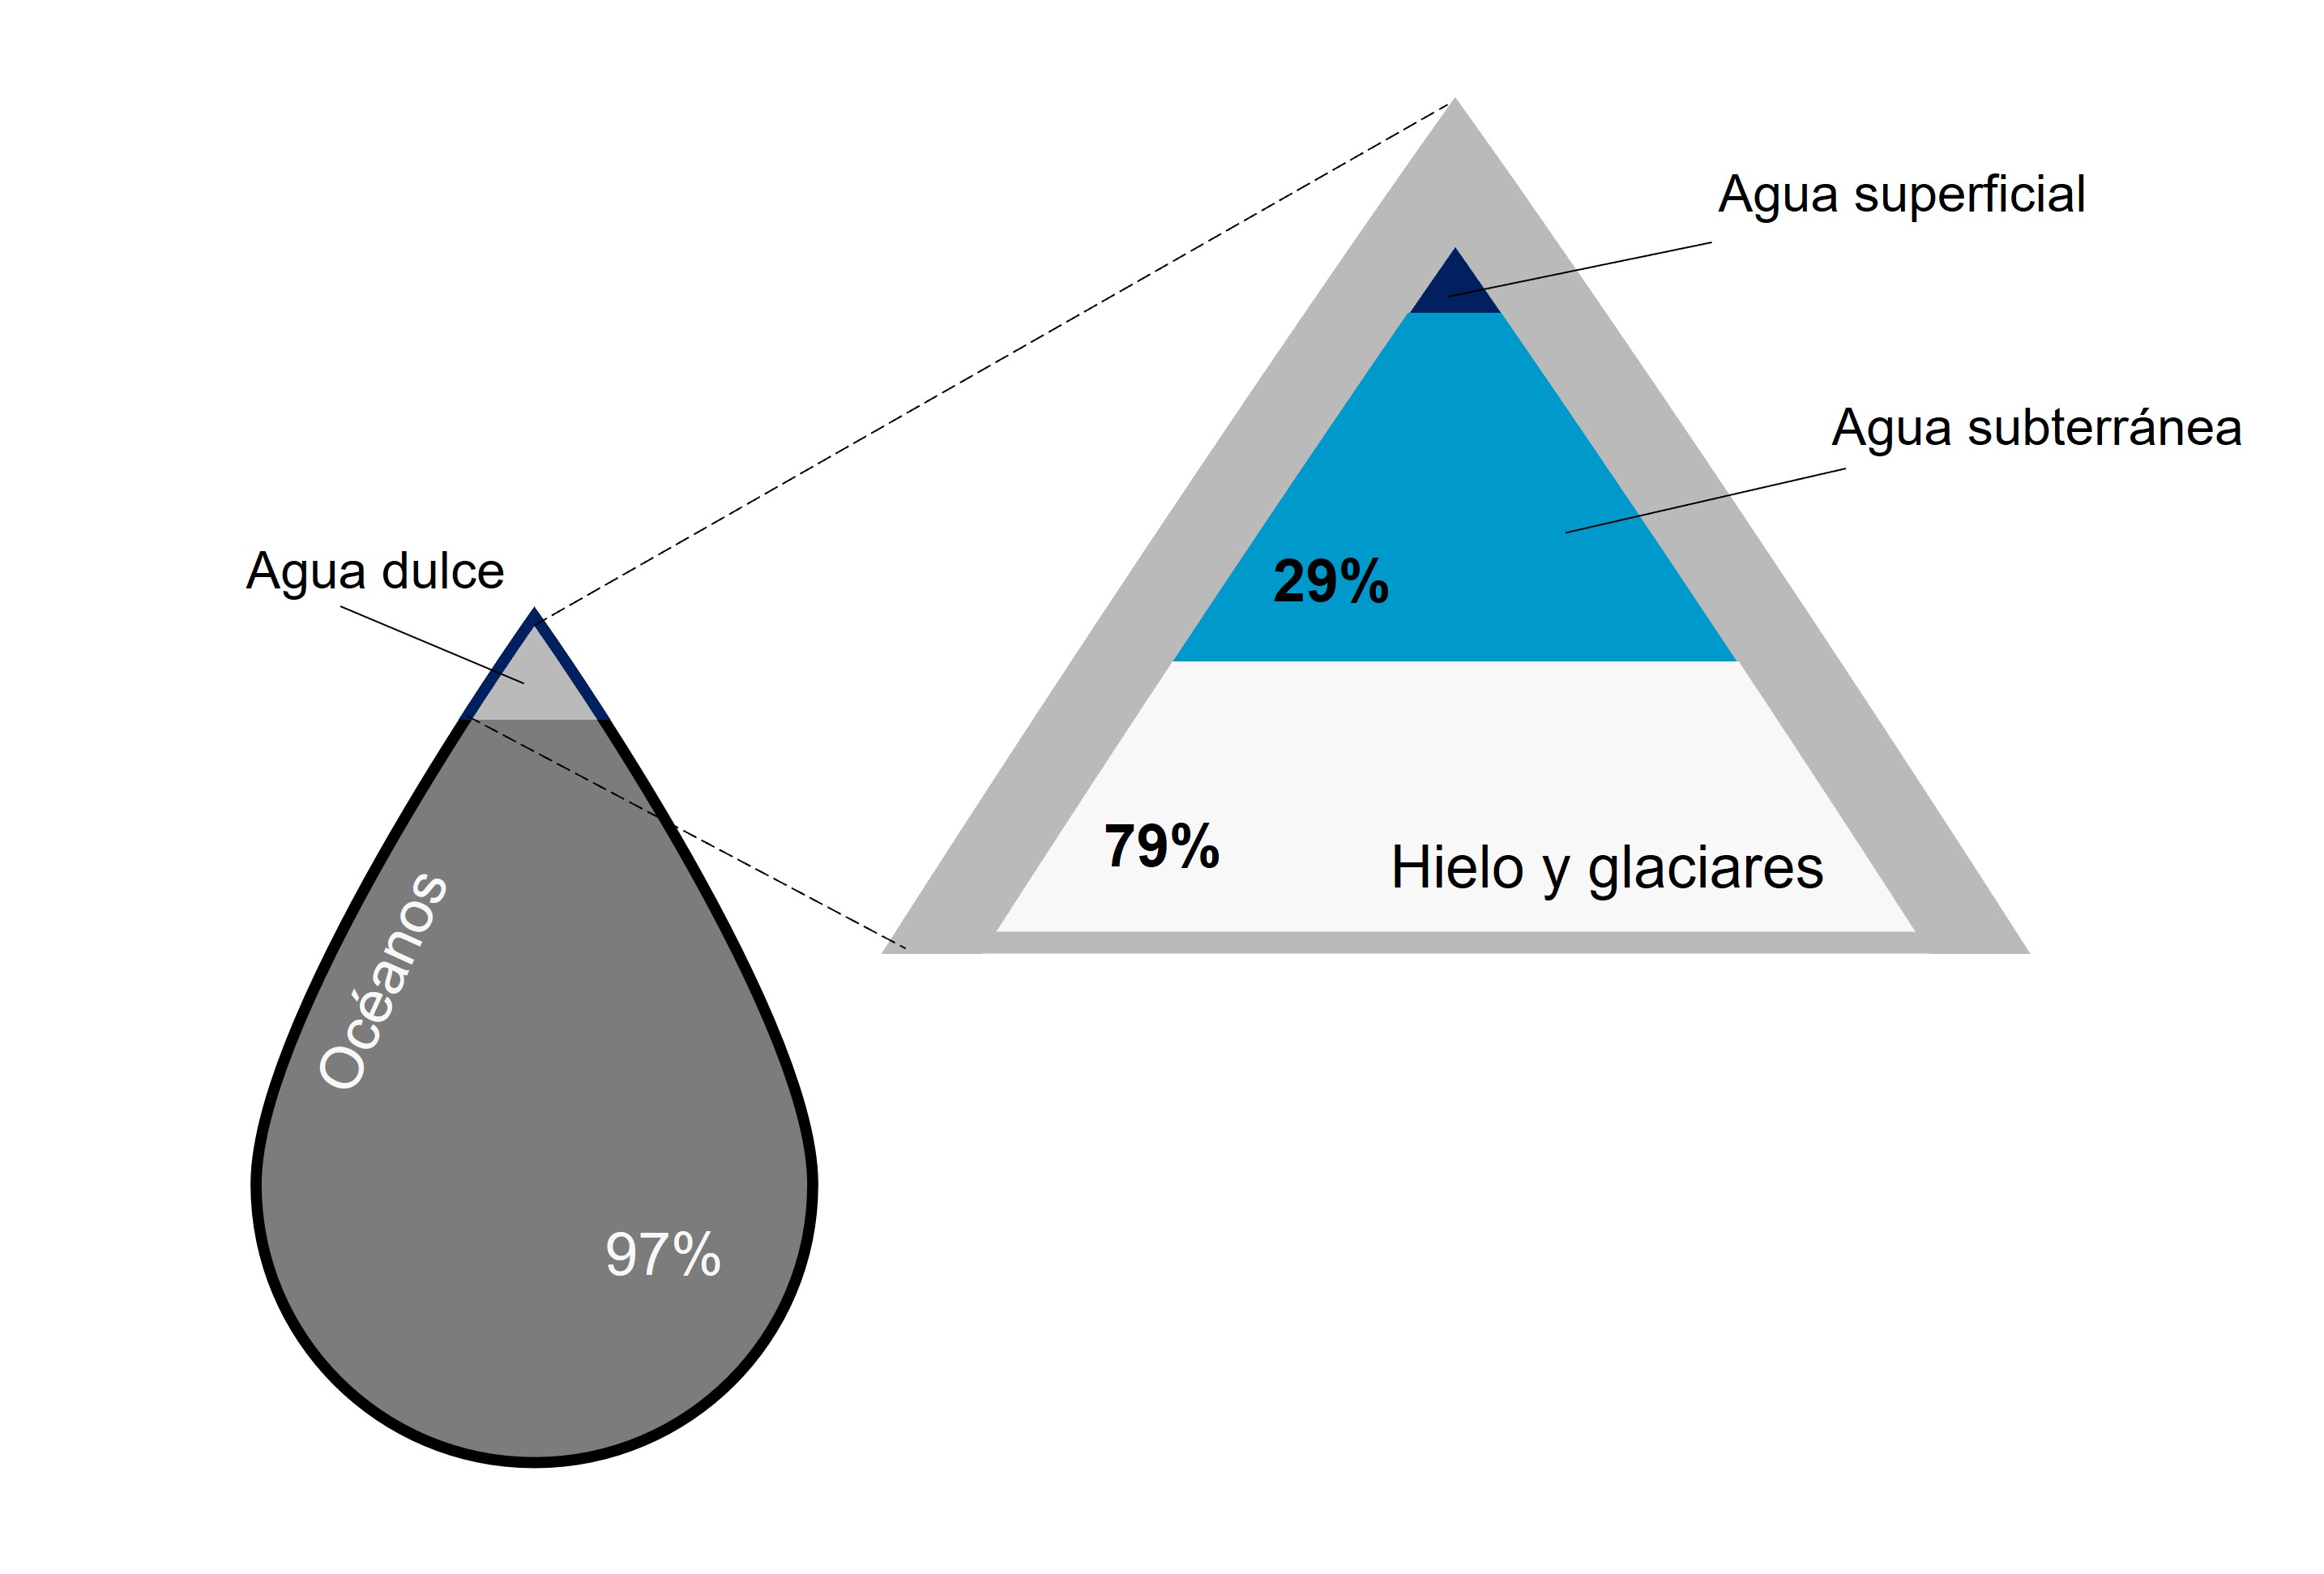 Agua superficial
Agua subterránea
Agua dulce
29%
79%
Hielo y glaciares
Océanos
97%